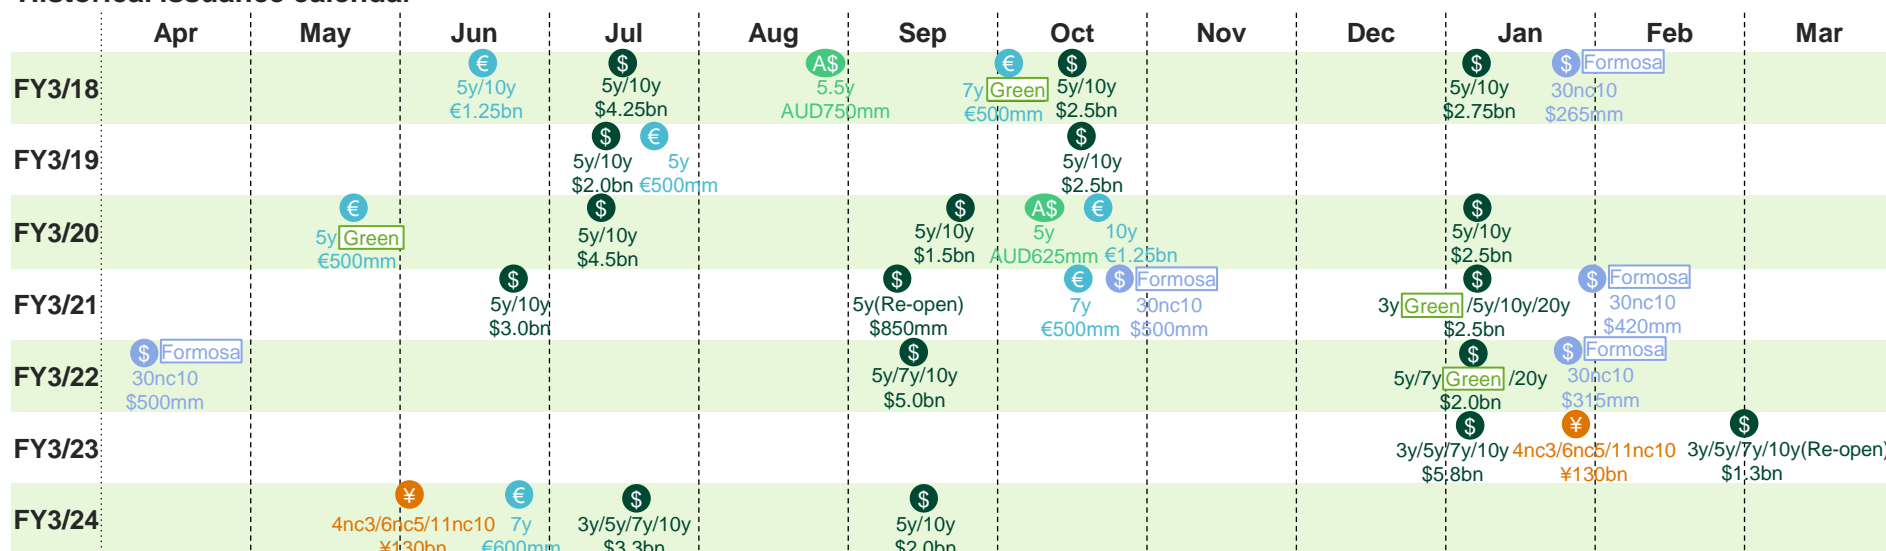 Historical issuance calendar
Apr May Jun Jul Aug Sep Oct Nov Dec Jan Feb Mar
FY3/18
€ $ A$ € $ $ $ Formosa
5y/10y 5y/10y 5.5y 7y Green 5y/10y 5y/10y 30nc10
€1.25bn $4.25bn AUD750mm €500mm $2.5bn $2.75bn $265mm
FY3/19
$ € $
5y/10y 5y 5y/10y
$2.0bn €500mm $2.5bn
FY3/20
€ $ $ A$ € $
5y Green 5y/10y 5y/10y 5y 10y 5y/10y
€500mm $4.5bn $1.5bn AUD625mm €1.25bn $2.5bn
FY3/21
$ $ € $ Formosa $ $ Formosa
5y/10y 5y(Re-open) 7y 30nc10 3y Green /5y/10y/20y 30nc10
$3.0bn $850mm €500mm $500mm $2.5bn $420mm
FY3/22
$ Formosa $ $ $ Formosa
30nc10 5y/7y/10y 5y/7y Green /20y 30nc10
$500mm $5.0bn $2.0bn $315mm
FY3/23
$ ¥ $
3y/5y/7y/10y 4nc3/6nc5/11nc10 3y/5y/7y/10y(Re-open)
$5.8bn ¥130bn $1.3bn
FY3/24
¥ € $ $
4nc3/6nc5/11nc10 7y 3y/5y/7y/10y 5y/10y
¥130bn €600mm $3.3bn $2.0bn